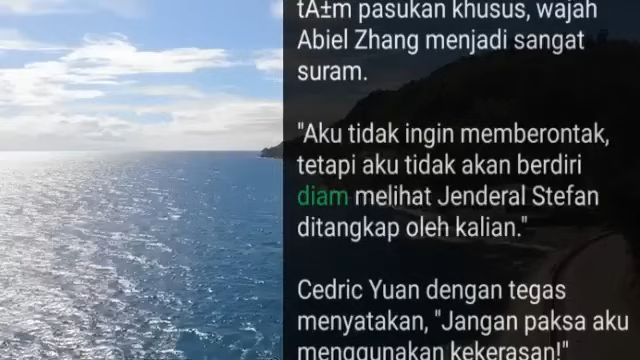 tA±m pasukan khusus, wajah
Abiel Zhang menjadi sangat
suram.
"Aku tidak ingin memberontak,
tetapi aku tidak akan berdiri
diam melihat Jenderal Stefan
ditangkap oleh kalian."
Cedric Yuan dengan tegas
menyatakan, "Jangan paksa aku
menggunakan kekerasan!"